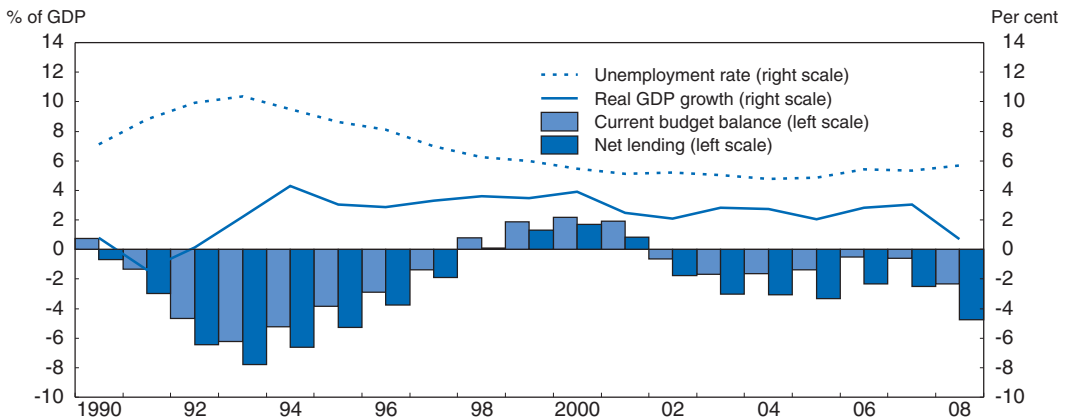 % of GDP
Per cent
14 14
12 12
10 10
8 8
6 6
4 4
2 2
0 0
-2 -2
-4 -4
-6 -6
-8 -8
-10 -10
Unemployment rate (right scale)
Real GDP growth (right scale)
Current budget balance (left scale)
Net lending (left scale)
1990 92 94 96 98 2000 02 04 06 08